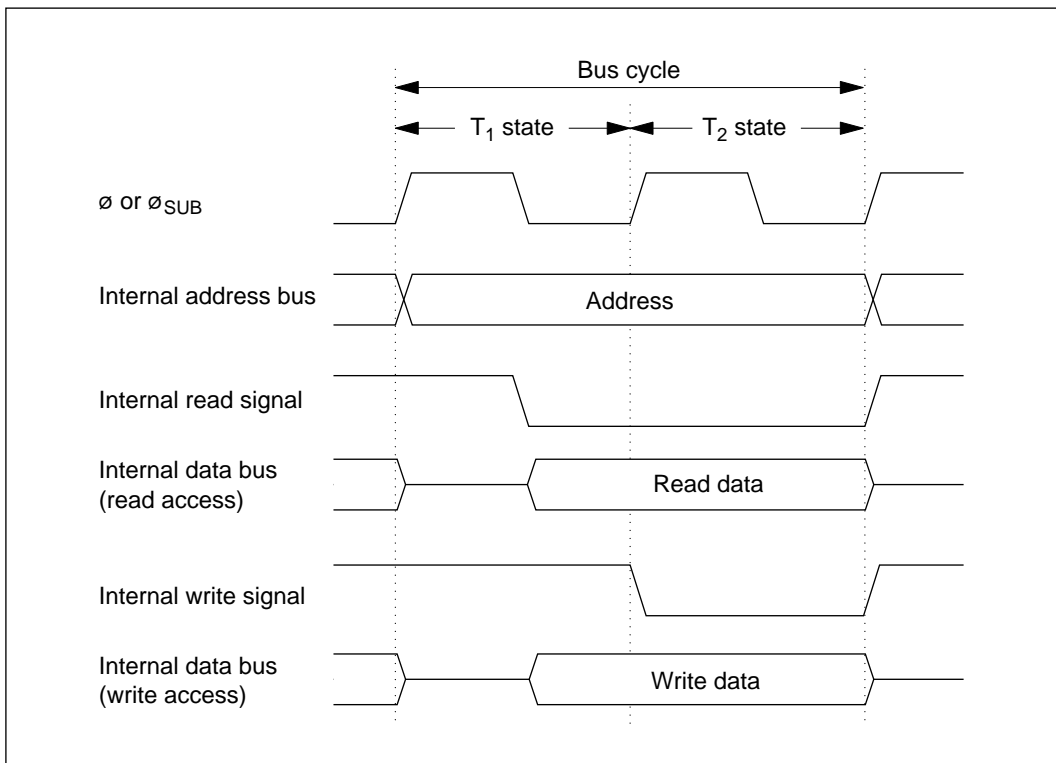 Bus cycle
T₁ state
T₂ state
ø or øSUB
Internal address bus
Address
Internal read signal
Internal data bus
(read access)
Read data
Internal write signal
Internal data bus
(write access)
Write data